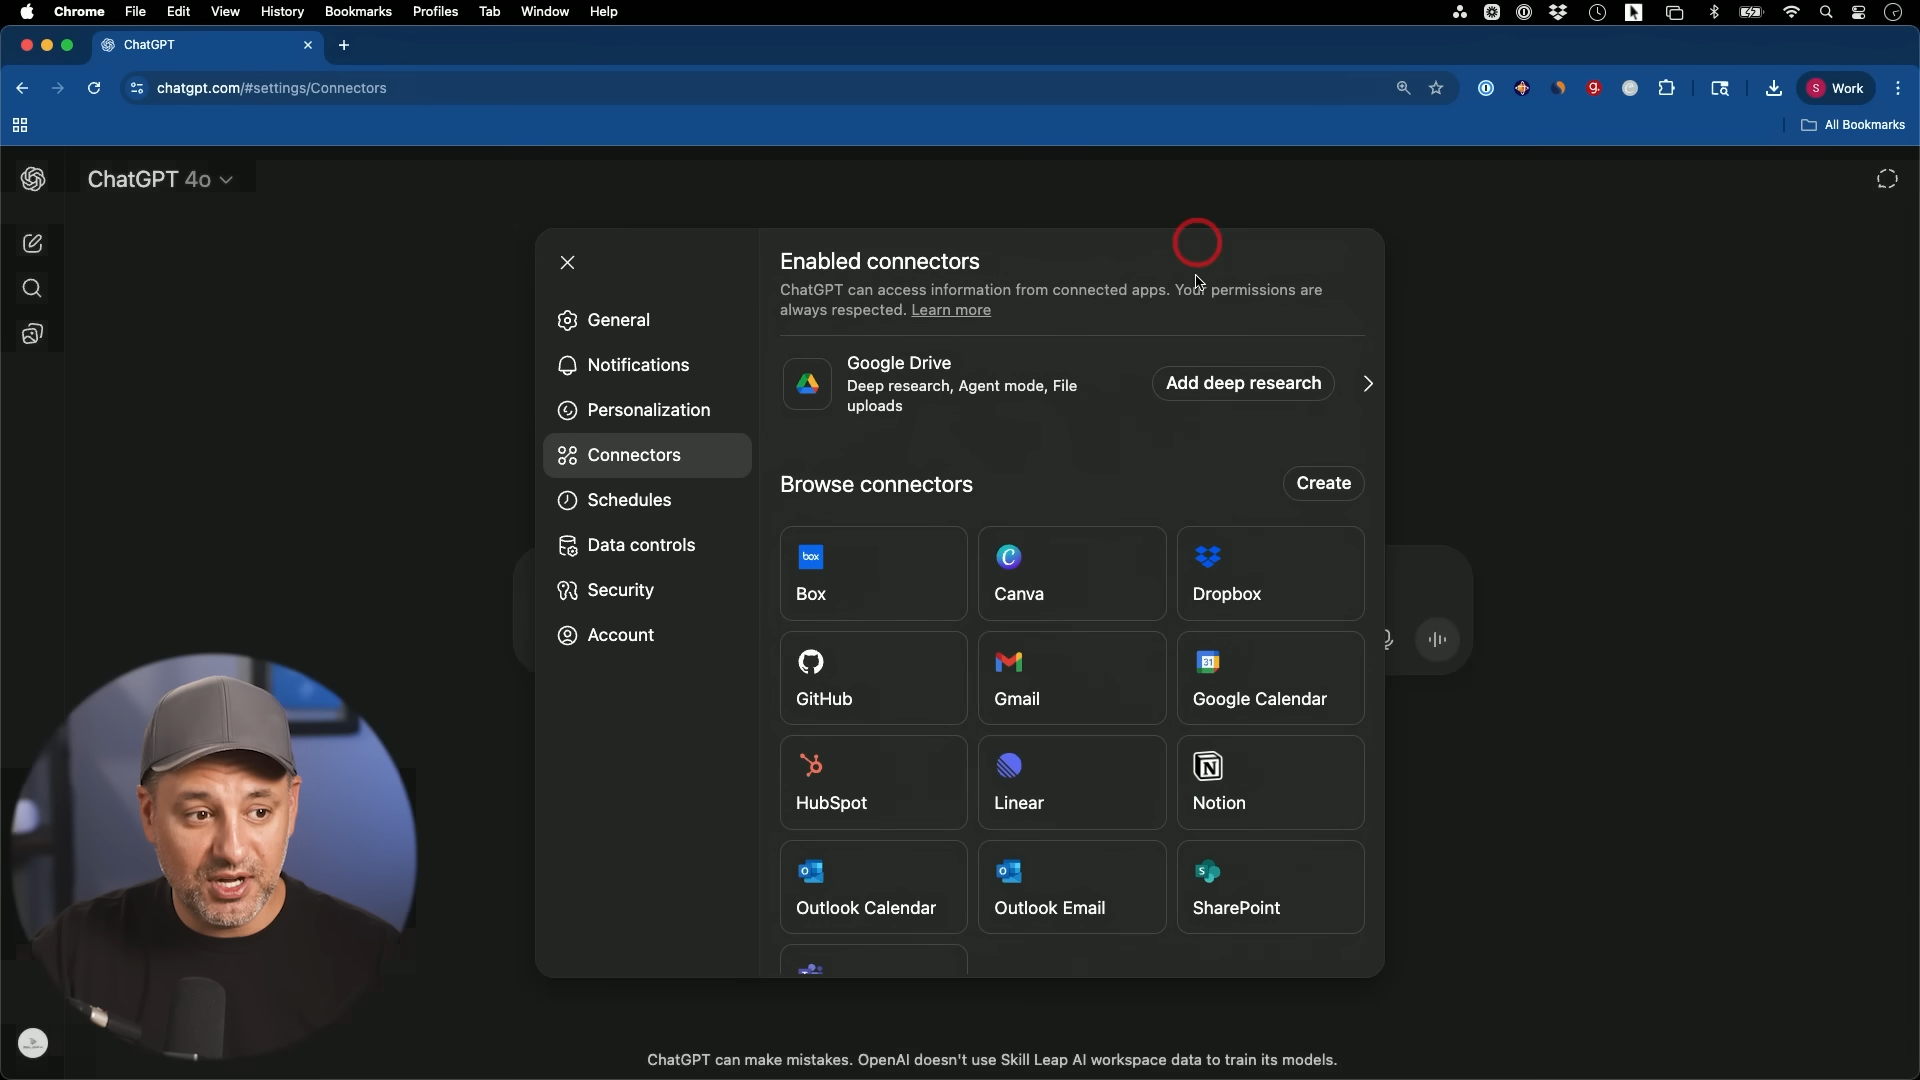 Chrome File Edit View History Bookmarks Profiles Tab Window Help
ChatGPT
chatgpt.com/#settings/Connectors
S Work
All Bookmarks
ChatGPT 4o
Enabled connectors
ChatGPT can access information from connected apps. Your permissions are
always respected. Learn more
General
Notifications
Personalization
Connectors
Schedules
Data controls
Security
Account
Google Drive
Deep research, Agent mode, File
uploads
Add deep research
Browse connectors
Create
box
Box
Canva
Dropbox
GitHub
Gmail
31
Google Calendar
HubSpot
Linear
Notion
Outlook Calendar
Outlook Email
SharePoint
ChatGPT can make mistakes. OpenAI doesn't use Skill Leap AI workspace data to train its models.